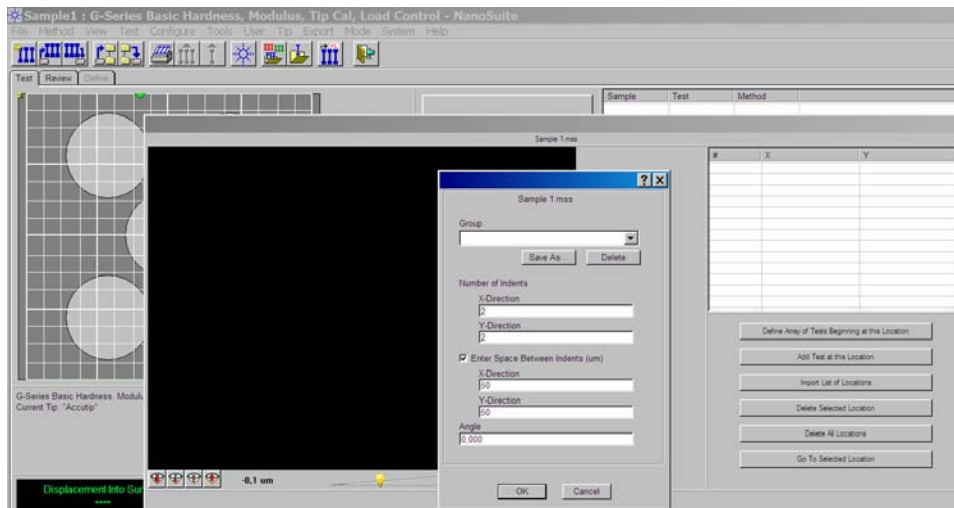 Sample1 : G-Series Basic Hardness, Modulus, Tip Cal, Load Control - NanoSuite
File Method View Test Configure Tools User Tip Export Mode System Help
Test Review Define
Sample Test Method
Sample 1.mss
# X Y
Sample 1.mss
Group
Save As .. Delete
Number of Indents
X-Direction
2
Y-Direction
2
Enter Space Between Indents (um)
X-Direction
50
Y-Direction
50
Angle
0,000
OK Cancel
Define Array of Tests Beginning at this Location
Add Test at this Location
Import List of Locations
Delete Selected Location
Delete All Locations
Go To Selected Location
G-Series Basic Hardness, Modul
Current Tip, "Accutip"
-0,1 um
Displacement Into Sur
----